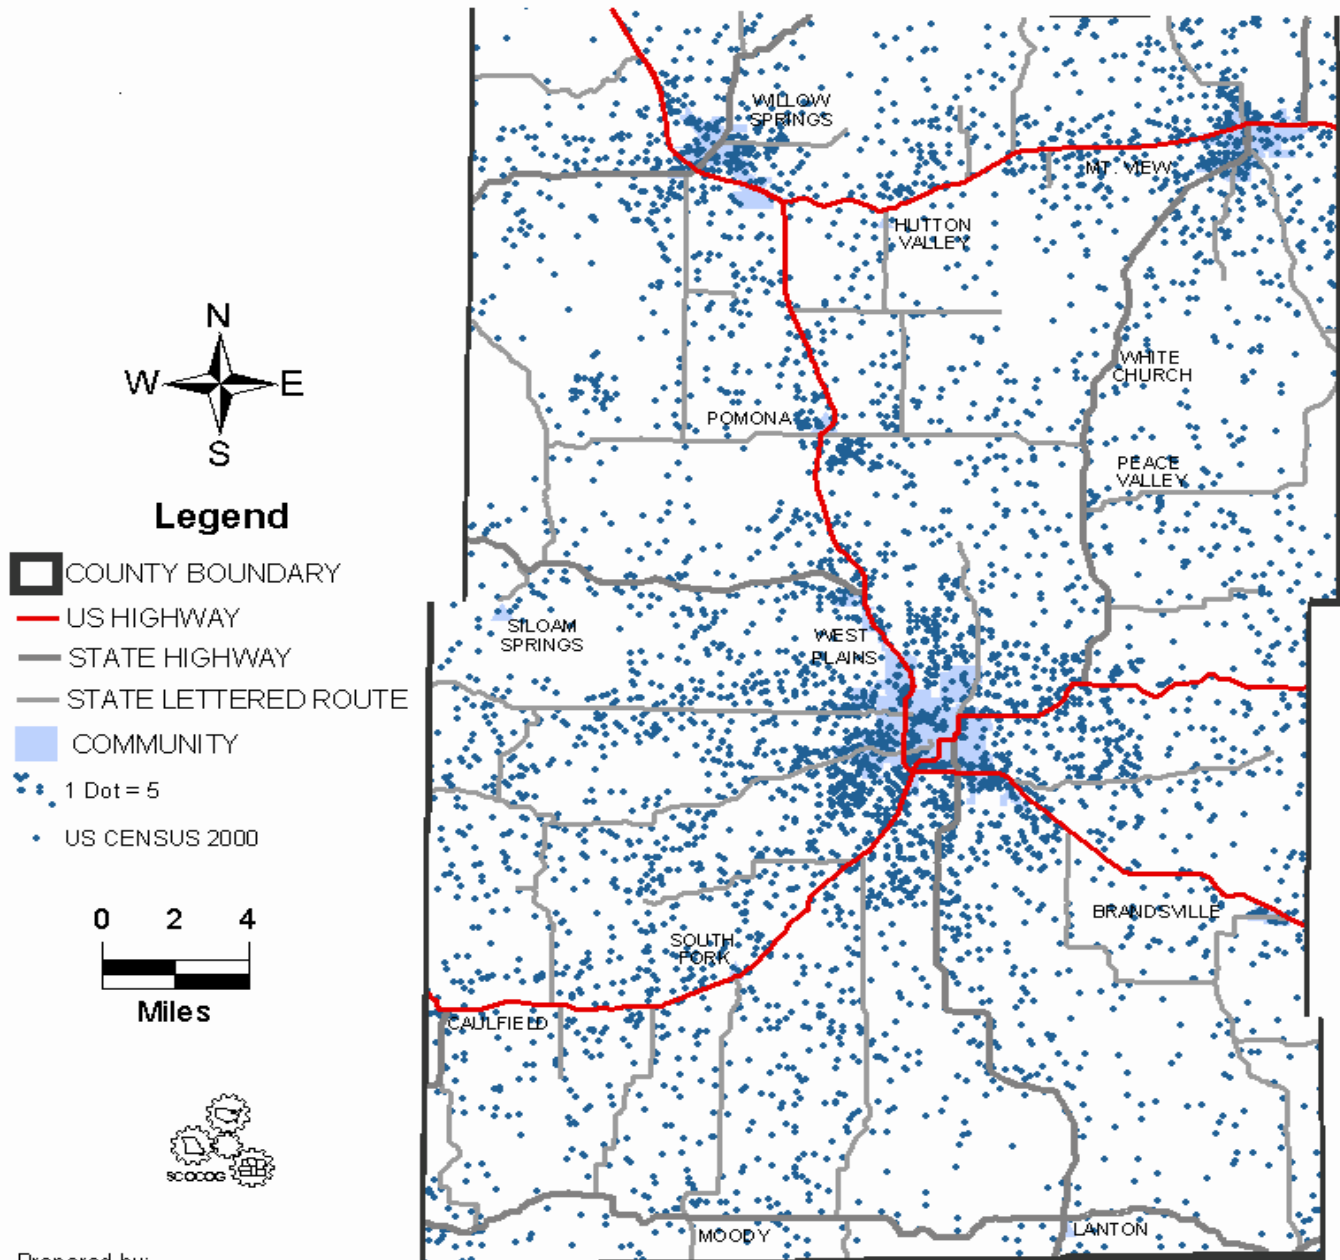 WILLOW
SPRINGS
MT. VIEW
HUTTON
VALLEY
N
W E
S
WHITE
CHURCH
POMONA
PEACE
VALLEY
Legend
COUNTY BOUNDARY
US HIGHWAY
STATE HIGHWAY
STATE LETTERED ROUTE
COMMUNITY
1 Dot = 5
US CENSUS 2000
SILOAM
SPRINGS
WEST
PLAINS
0 2 4
Miles
BRANDSVILLE
SOUTH
FORK
CAULFIELD
SCOCOG
MOODY
LANTON
Prepared by: